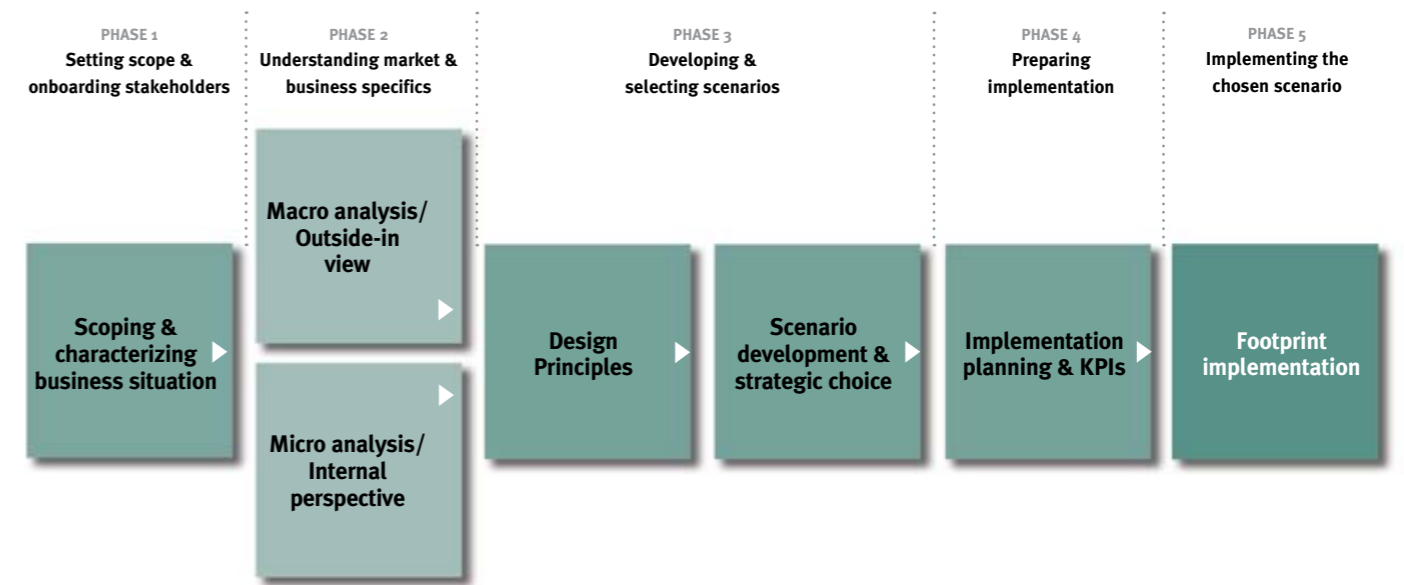 PHASE 1
Setting scope &
onboarding stakeholders
PHASE 2
Understanding market &
business specifics
PHASE 3
Developing &
selecting scenarios
PHASE 4
Preparing
implementation
PHASE 5
Implementing the
chosen scenario
Scoping &
characterizing
business situation
Macro analysis/
Outside-in
view
Micro analysis/
Internal
perspective
Design
Principles
Scenario
development &
strategic choice
Implementation
planning & KPIs
Footprint
implementation